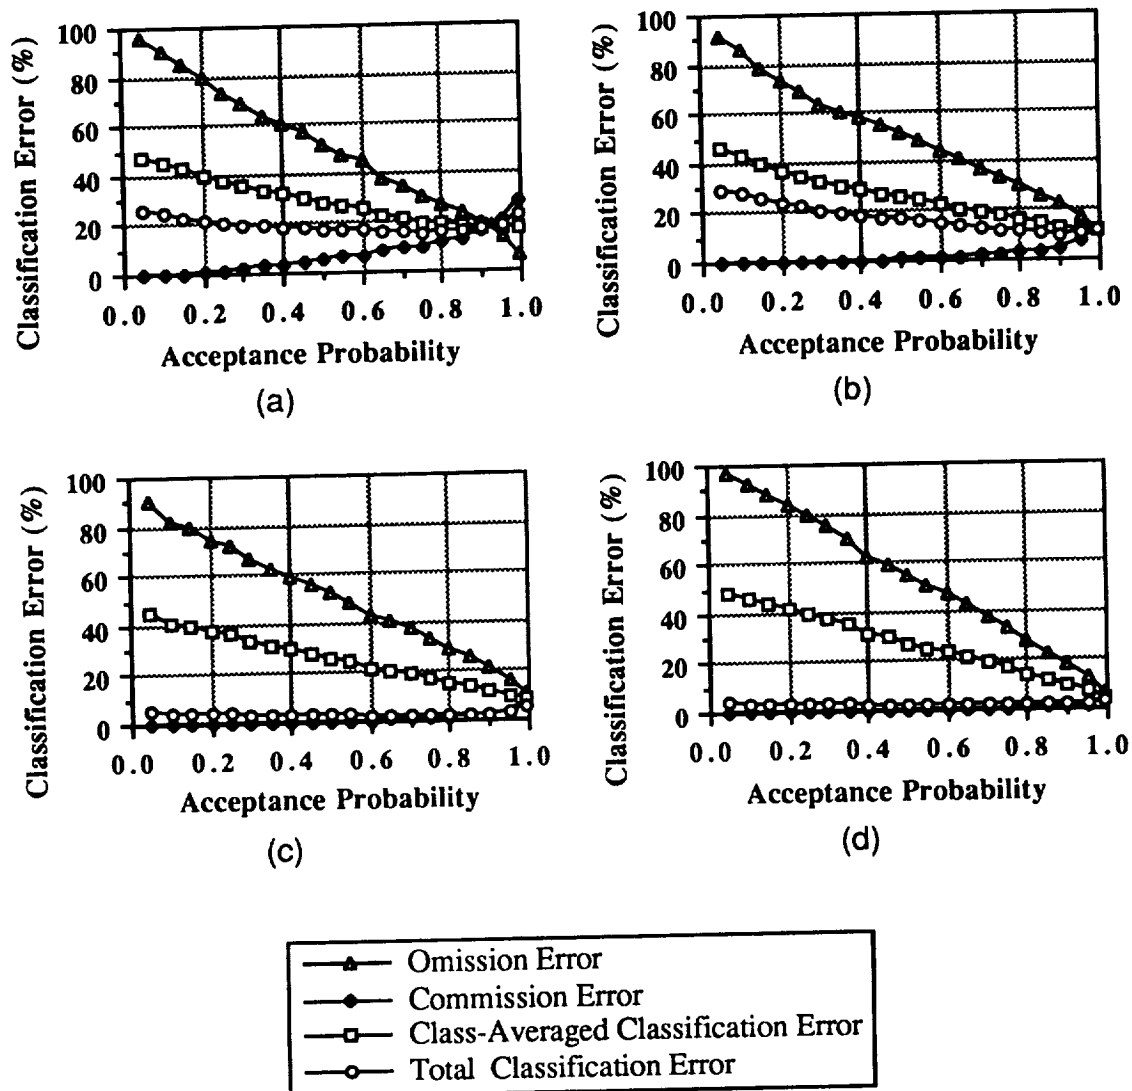 Classification Error (%)
100
80
60
40
20
0
0.0 0.2 0.4 0.6 0.8 1.0
Acceptance Probability
(a)
Classification Error (%)
100
80
60
40
20
0
0.0 0.2 0.4 0.6 0.8 1.0
Acceptance Probability
(b)
Classification Error (%)
100
80
60
40
20
0
0.0 0.2 0.4 0.6 0.8 1.0
Acceptance Probability
(c)
Classification Error (%)
100
80
60
40
20
0
0.0 0.2 0.4 0.6 0.8 1.0
Acceptance Probability
(d)
Omission Error
Commission Error
Class-Averaged Classification Error
Total Classification Error